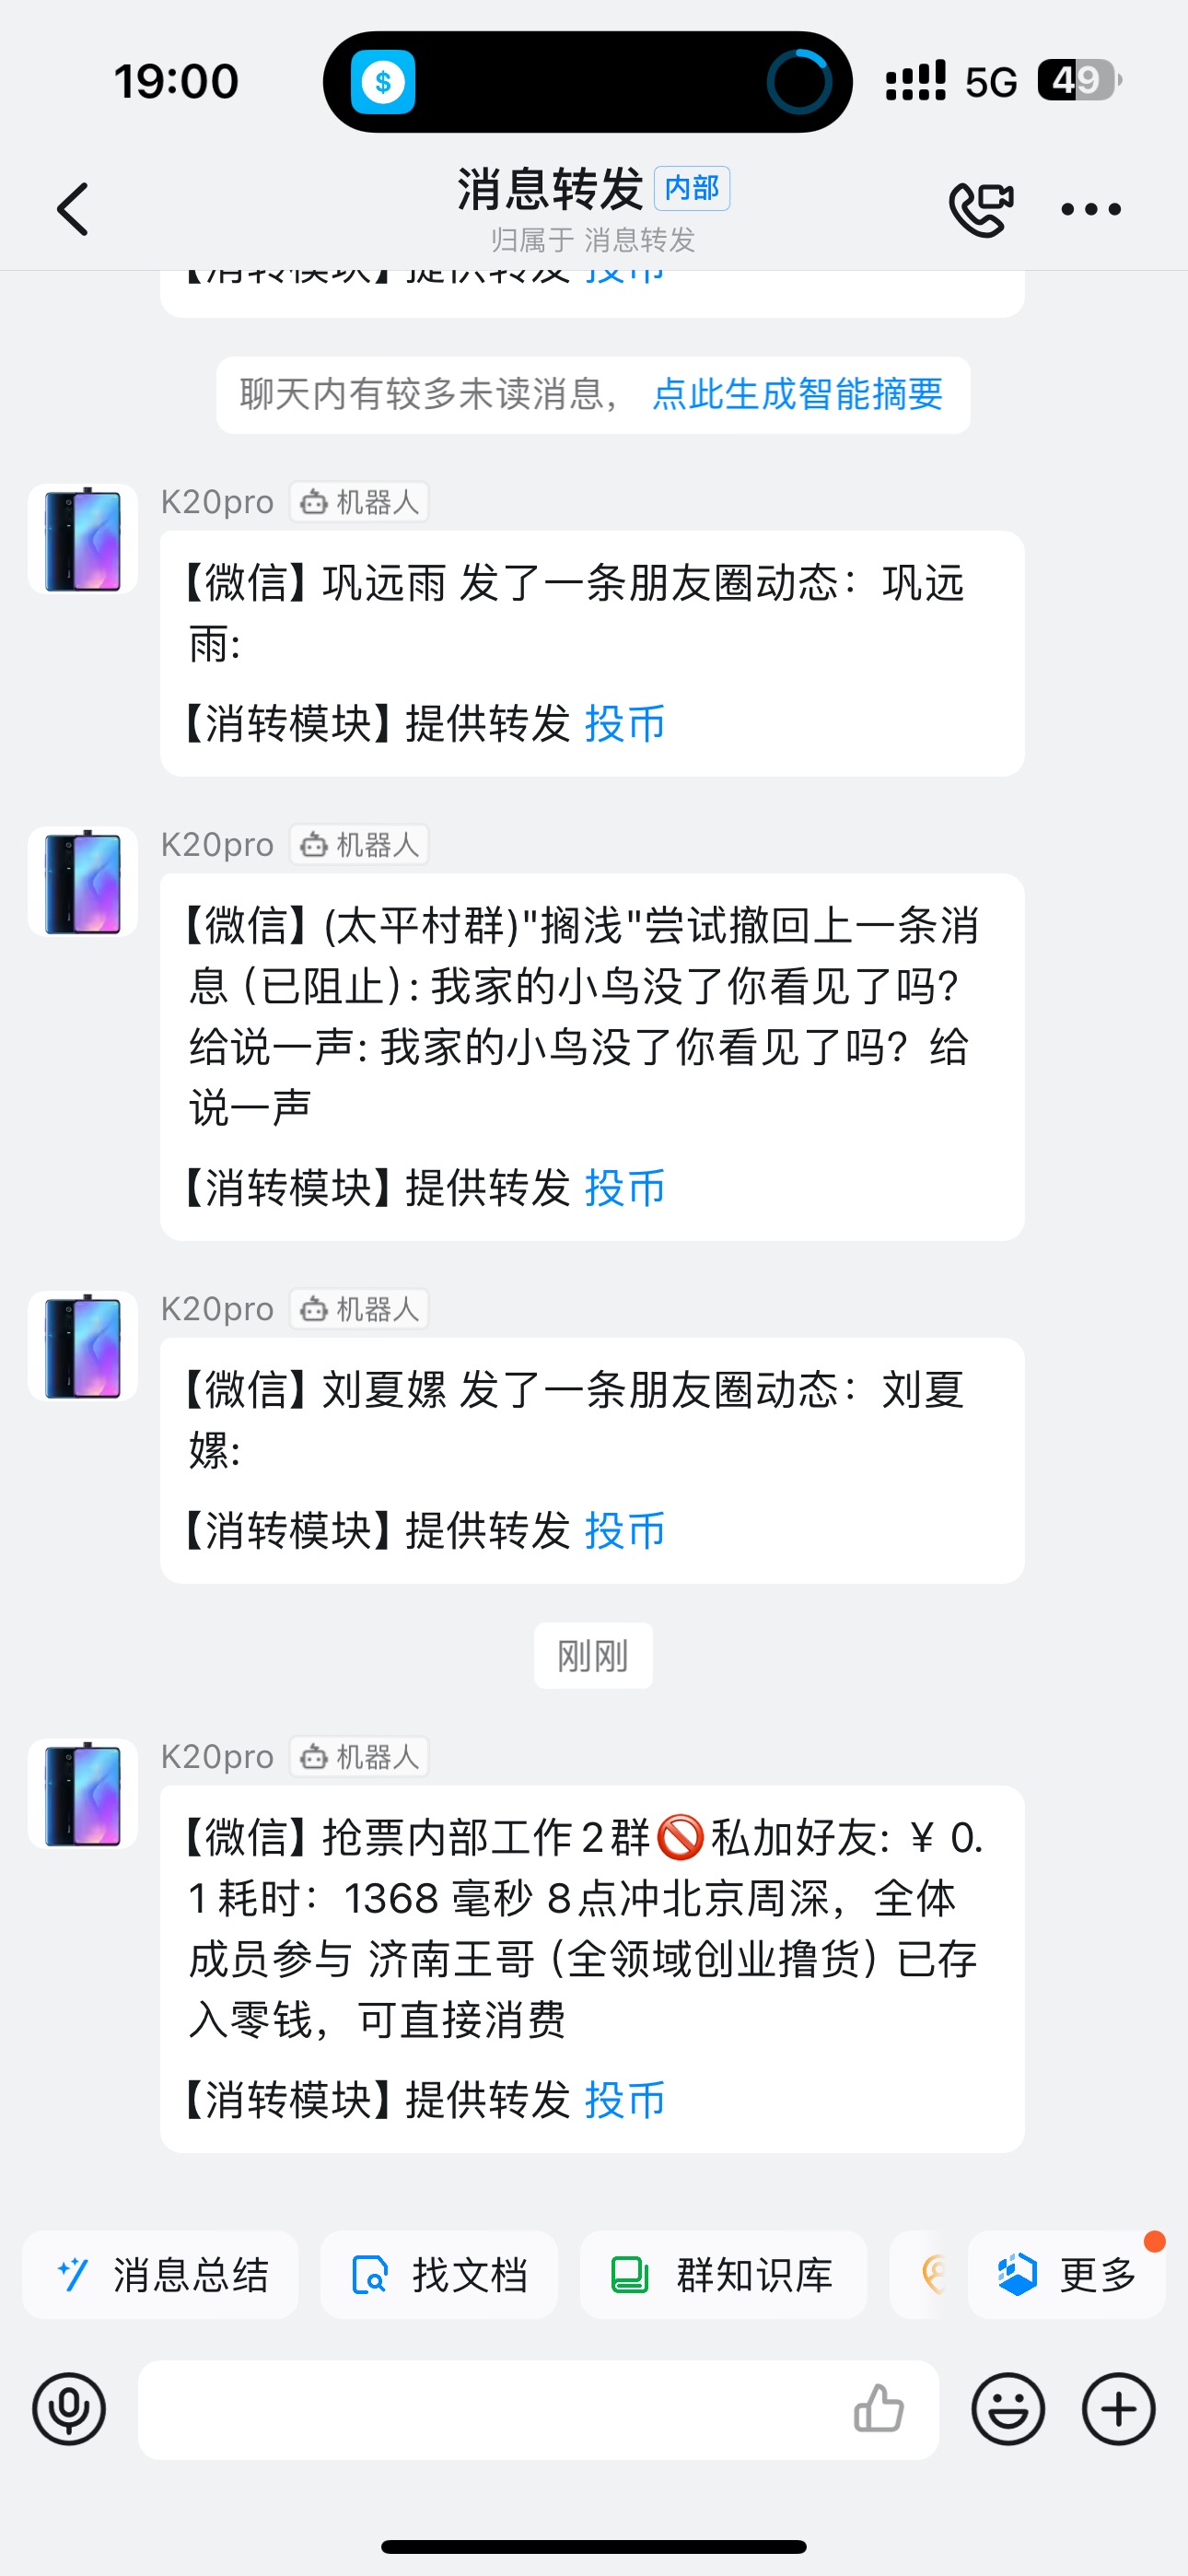 19:00
5G
49
消息转发 内部
归属于 消息转发
【消转模块】提供转发 投币
聊天内有较多未读消息， 点此生成智能摘要
K20pro 机器人
【微信】巩远雨 发了一条朋友圈动态：巩远
雨:
【消转模块】提供转发 投币
K20pro 机器人
【微信】(太平村群)"搁浅"尝试撤回上一条消
息（已阻止）: 我家的小鸟没了你看见了吗？
给说一声: 我家的小鸟没了你看见了吗？给
说一声
【消转模块】提供转发 投币
K20pro 机器人
【微信】刘夏嫘 发了一条朋友圈动态：刘夏
嫘:
【消转模块】提供转发 投币
刚刚
K20pro 机器人
【微信】抢票内部工作2群🚫私加好友: ￥ 0.
1 耗时：1368 毫秒 8点冲北京周深，全体
成员参与 济南王哥（全领域创业撸货）已存
入零钱，可直接消费
【消转模块】提供转发 投币
消息总结 找文档 群知识库 更多